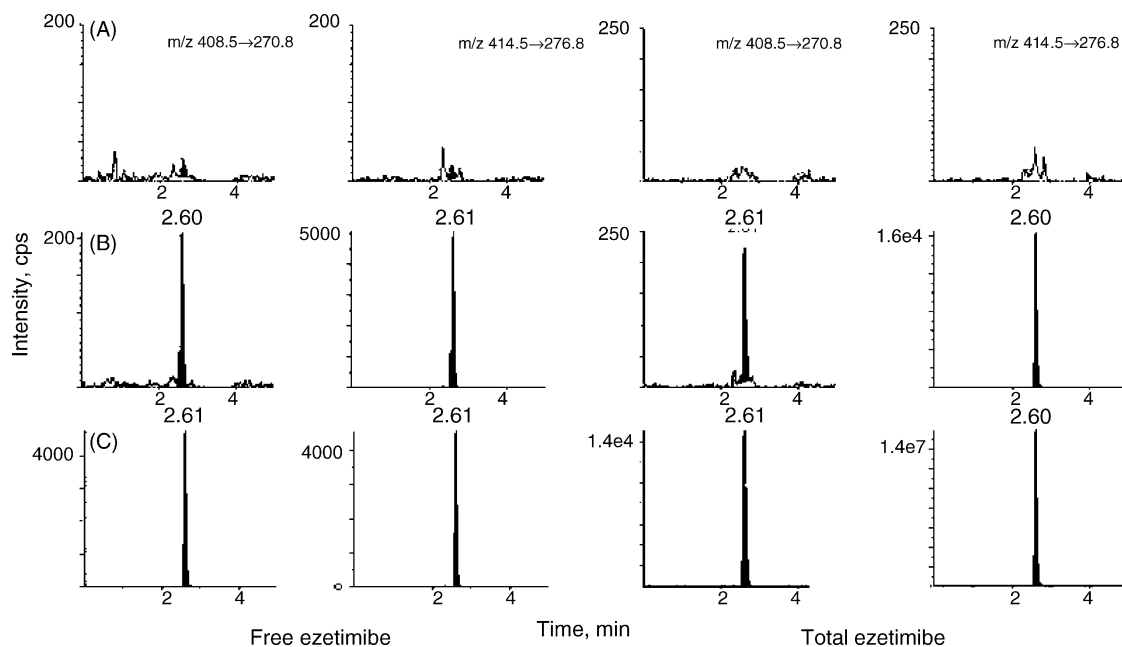 200 (A) m/z 408.5→270.8 200 m/z 414.5→276.8 250 m/z 408.5→270.8 250 m/z 414.5→276.8
2 4 2 4 2 4 2 4
2.60 2.61 2.61 2.60
200 (B) 5000 250 1.6e4
2 4 2 4 2 4 2 4
2.61 2.61 2.61 2.60
(C) 4000 4000 1.4e4 1.4e7
0
2 4 2 4 2 4 2 4
Intensity, cps
Time, min
Free ezetimibe Total ezetimibe